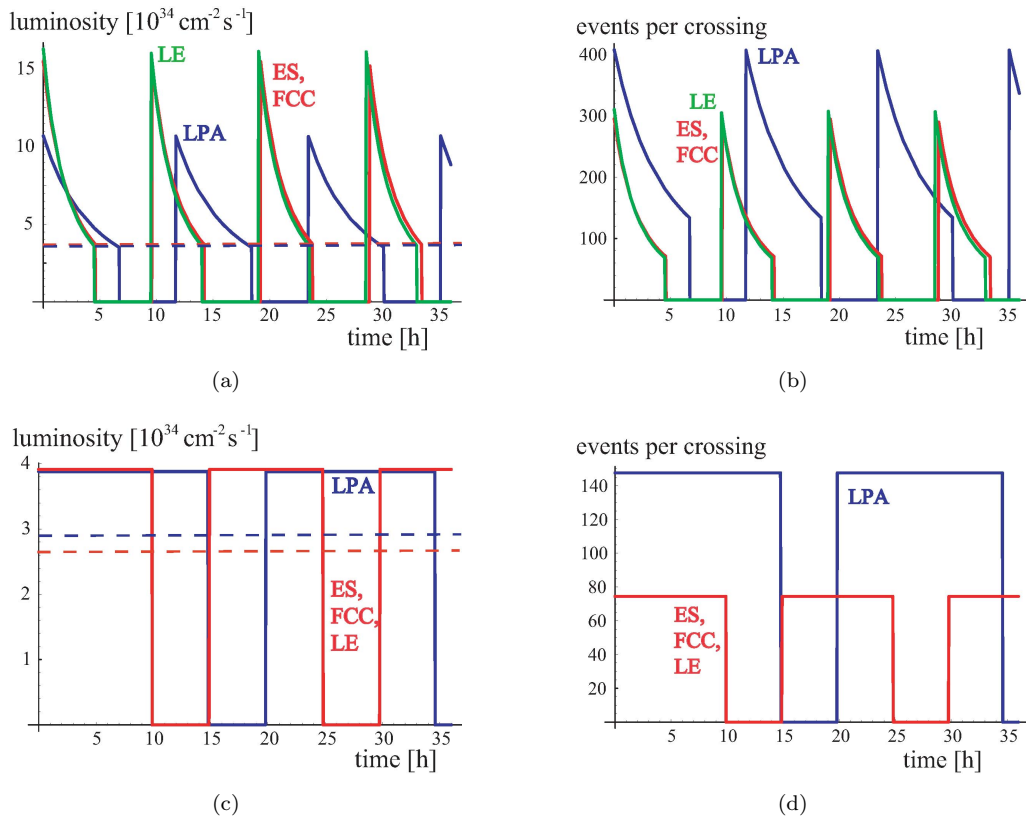 luminosity [10³⁴ cm⁻² s⁻¹]
15
10
5
LE
ES,
FCC
LPA
5
10
15
20
25
30
35
time [h]
(a)
events per crossing
400
300
200
100
LPA
LE
ES,
FCC
5
10
15
20
25
30
35
time [h]
(b)
luminosity [10³⁴ cm⁻² s⁻¹]
4
3
2
1
LPA
ES,
FCC,
LE
5
10
15
20
25
30
35
time [h]
(c)
events per crossing
140
120
100
80
60
40
20
LPA
ES,
FCC,
LE
5
10
15
20
25
30
35
time [h]
(d)